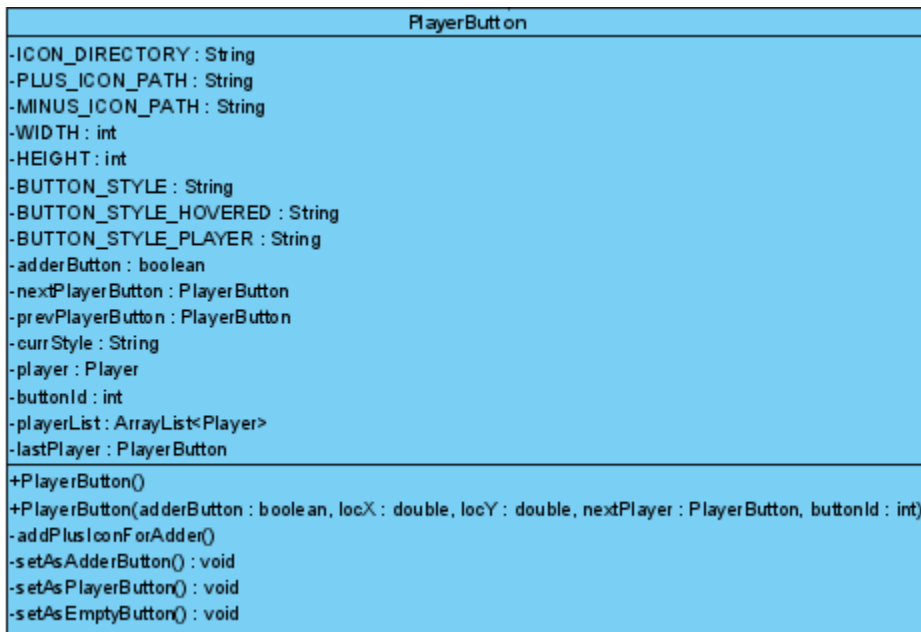 PlayerButton
-ICON_DIRECTORY : String
-PLUS_ICON_PATH : String
-MINUS_ICON_PATH : String
-WIDTH : int
-HEIGHT : int
-BUTTON_STYLE : String
-BUTTON_STYLE_HOVERED : String
-BUTTON_STYLE_PLAYER : String
-adderButton : boolean
-nextPlayerButton : PlayerButton
-prevPlayerButton : PlayerButton
-currStyle : String
-player : Player
-buttonId : int
-playerList : ArrayList<Player>
-lastPlayer : PlayerButton
+PlayerButton()
+PlayerButton(adderButton : boolean, locX : double, locY : double, nextPlayer : PlayerButton, buttonId : int)
-addPlusIconForAdder()
-setAsAdderButton() : void
-setAsPlayerButton() : void
-setAsEmptyButton() : void